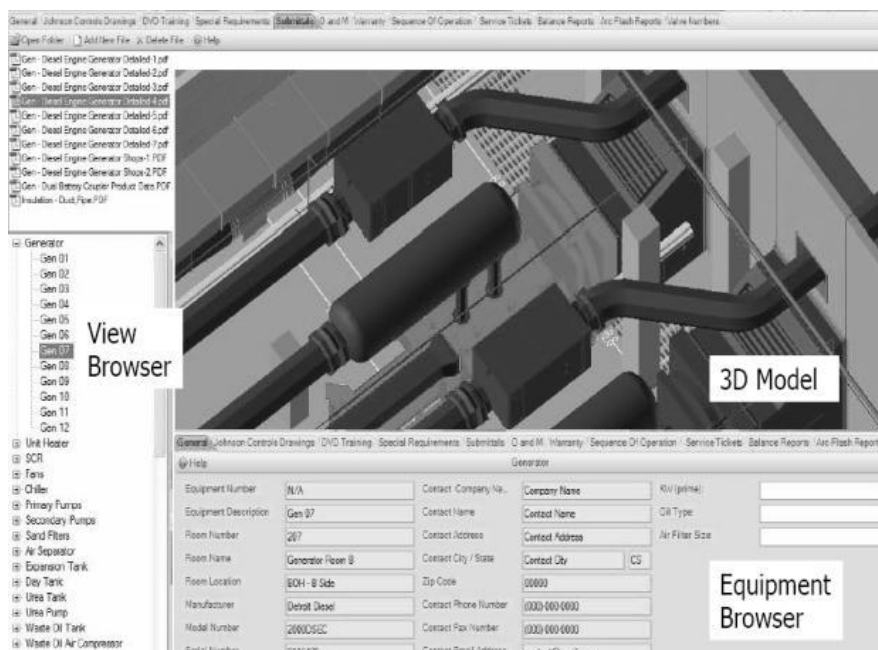 General Johnson Controls Drawings DVD Training Special Requirements Submittals O and M Warranty Sequence Of Operation Service Tickets Balance Reports Arc Flash Reports Valve Numbers
Open Folder Add New File X Delete File Help
Gen - Diesel Engine Generator Detailed-1.pdf
Gen - Diesel Engine Generator Detailed-2.pdf
Gen - Diesel Engine Generator Detailed-3.pdf
Gen - Diesel Engine Generator Detailed-4.pdf
Gen - Diesel Engine Generator Detailed-5.pdf
Gen - Diesel Engine Generator Detailed-6.pdf
Gen - Diesel Engine Generator Detailed-7.pdf
Gen - Diesel Engine Generator Shops-1.PDF
Gen - Diesel Engine Generator Shops-2.PDF
Gen - Dual Battery Coupler Product Data.PDF
Insulation - Duct_Pipe.PDF
Generator
Gen 01
Gen 02
Gen 03
Gen 04
Gen 05
Gen 06
Gen 07
Gen 08
Gen 09
Gen 10
Gen 11
Gen 12
Unit Heater
SCR
Fans
Chiller
Primary Pumps
Secondary Pumps
Sand Filters
Air Separator
Expansion Tank
Day Tank
Urea Tank
Urea Pump
Waste Oil Tank
Waste Oil Air Compressor
View
Browser
3D Model
General Johnson Controls Drawings DVD Training Special Requirements Submittals O and M Warranty Sequence Of Operation Service Tickets Balance Reports Arc Flash Report
Help Generator
Equipment Number N/A Contact Company Na... Company Name KW (prime):
Equipment Description Gen 07 Contact Name Contact Name Oil Type:
Room Number 207 Contact Address Contact Address Air Filter Size
Room Name Generator Room B Contact City / State Contact City CS
Room Location BOH - B Side Zip Code 00000
Manufacturer Detroit Diesel Contact Phone Number (000)-000-0000
Model Number Contact Fax Number (000)-000-0000
Equipment
Browser